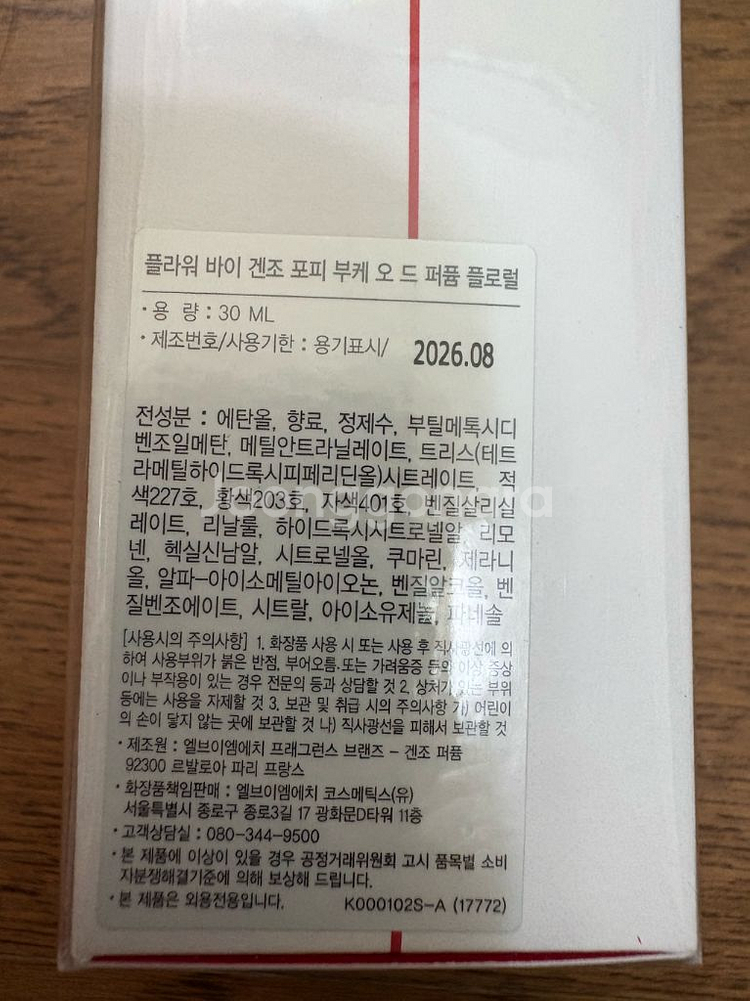 플라워 바이 겐조 포피 부케 오 드 퍼퓸 플로럴
· 용 량 : 30 ML
· 제조번호/사용기한 : 용기표시/ 2026.08
전성분 : 에탄올, 향료, 정제수, 부틸메톡시디
벤조일메탄, 메틸안트라닐레이트, 트리스(테트
라메틸하이드록시피페리딘올)시트레이트, 적
색227호, 황색203호, 자색401호, 벤질살리실
레이트, 리날룰, 하이드록시시트로넬알, 리모
넨, 헥실신남알, 시트로넬올, 쿠마린, 제라니
올, 알파-아이소메틸아이오논, 벤질알코올, 벤
질벤조에이트, 시트랄, 아이소유제놀, 파네솔
[사용시의 주의사항] 1. 화장품 사용 시 또는 사용 후 직사광선에 의
하여 사용부위가 붉은 반점, 부어오름 또는 가려움증 등의 이상 증상
이나 부작용이 있는 경우 전문의 등과 상담할 것 2. 상처가 있는 부위
등에는 사용을 자제할 것 3. 보관 및 취급 시의 주의사항 가) 어린이
의 손이 닿지 않는 곳에 보관할 것 나) 직사광선을 피해서 보관할 것
· 제조원 : 엘브이엠에이치 프래그런스 브랜즈 - 겐조 퍼퓸
92300 르발로아 파리 프랑스
· 화장품책임판매 : 엘브이엠에이치 코스메틱스(유)
서울특별시 종로구 종로3길 17 광화문D타워 11층
· 고객상담실 : 080-344-9500
· 본 제품에 이상이 있을 경우 공정거래위원회 고시 품목별 소비
자분쟁해결기준에 의해 보상해 드립니다.
· 본 제품은 외용전용입니다. K000102S-A (17772)
Joonggonara